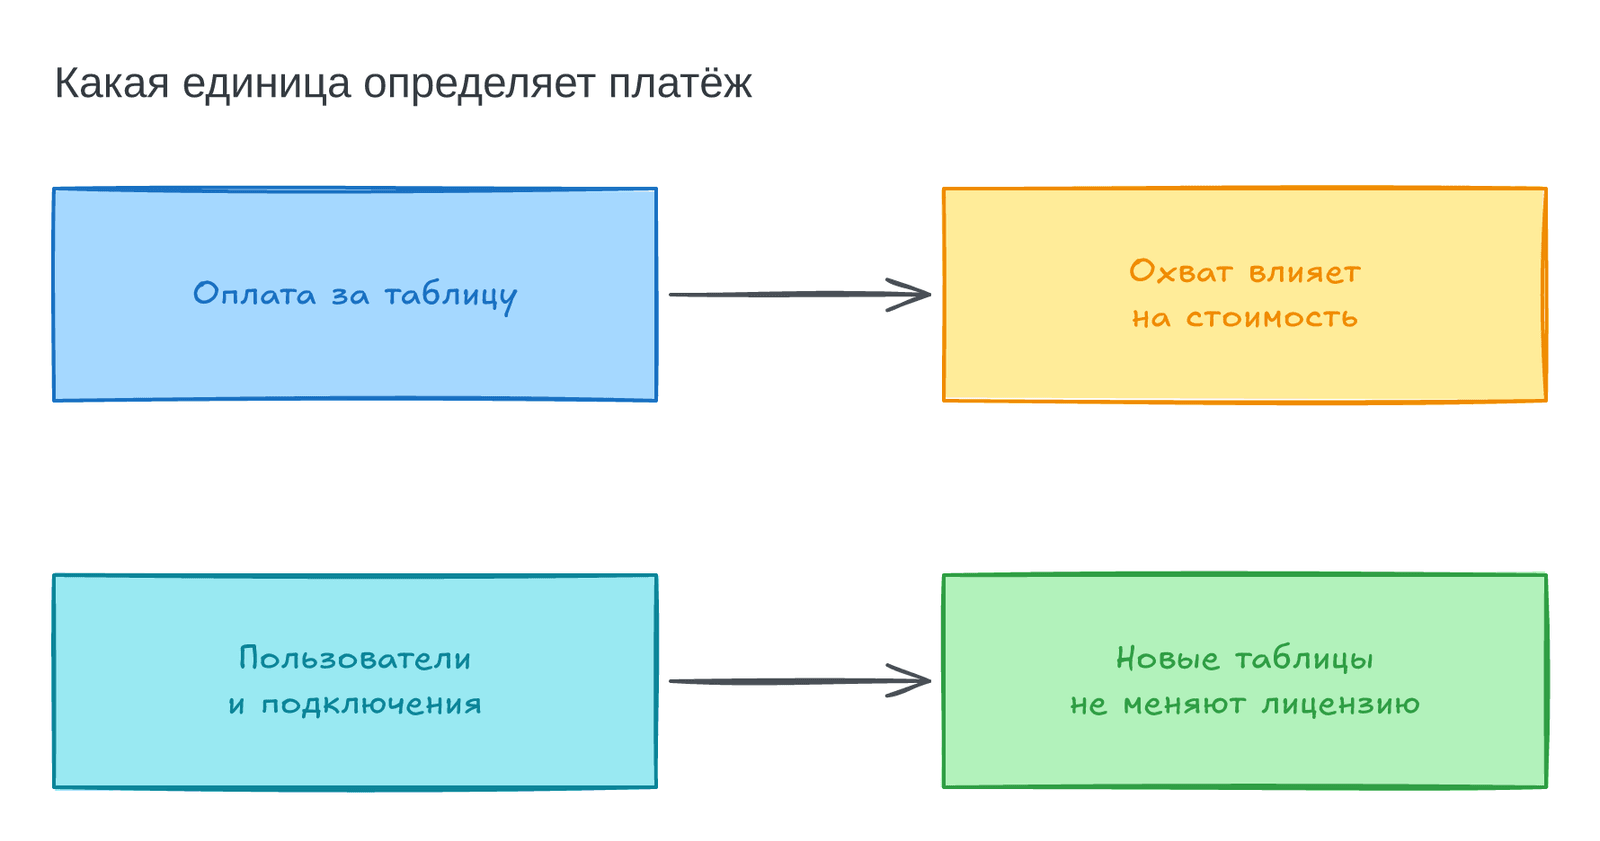 Какая единица определяет платёж
Оплата за таблицу
Охват влияет
на стоимость
Пользователи
и подключения
Новые таблицы
не меняют лицензию